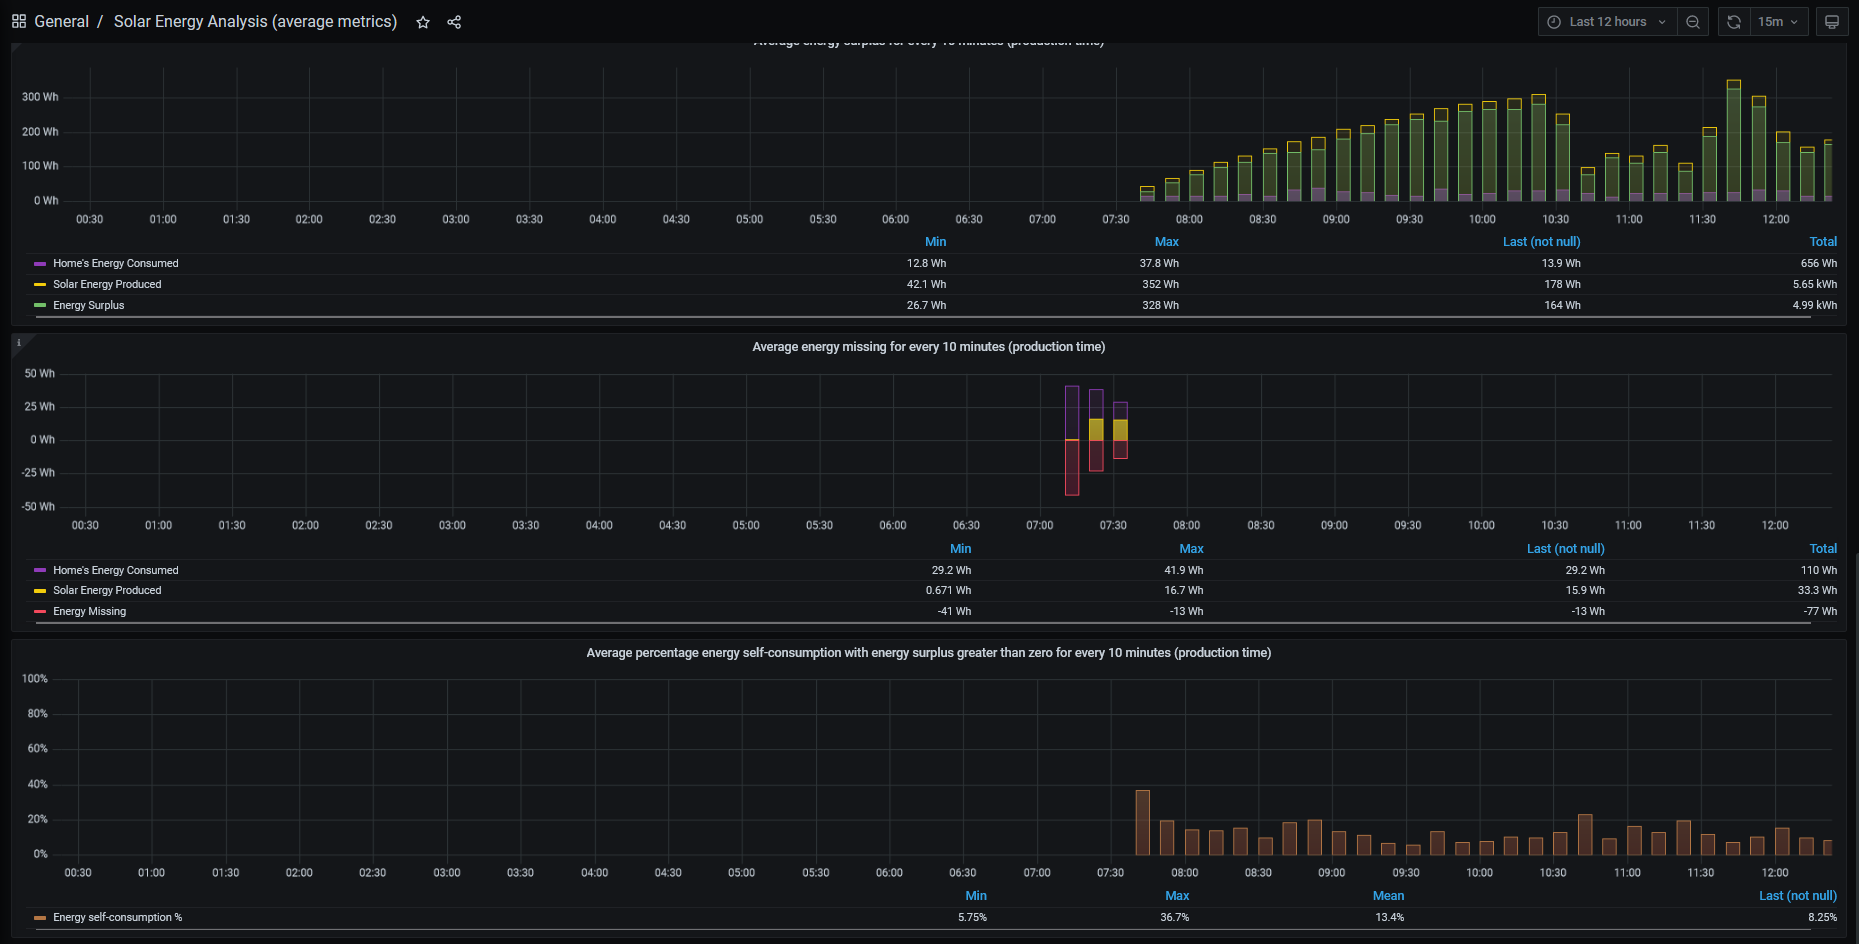 General / Solar Energy Analysis (average metrics)
Last 12 hours
15m
Average energy surplus for every 10 minutes (production time)
300 Wh
200 Wh
100 Wh
0 Wh
00:30 01:00 01:30 02:00 02:30 03:00 03:30 04:00 04:30 05:00 05:30 06:00 06:30 07:00 07:30 08:00 08:30 09:00 09:30 10:00 10:30 11:00 11:30 12:00
Min Max Last (not null) Total
Home's Energy Consumed 12.8 Wh 37.8 Wh 13.9 Wh 656 Wh
Solar Energy Produced 42.1 Wh 352 Wh 178 Wh 5.65 kWh
Energy Surplus 26.7 Wh 328 Wh 164 Wh 4.99 kWh
i
Average energy missing for every 10 minutes (production time)
50 Wh
25 Wh
0 Wh
-25 Wh
-50 Wh
00:30 01:00 01:30 02:00 02:30 03:00 03:30 04:00 04:30 05:00 05:30 06:00 06:30 07:00 07:30 08:00 08:30 09:00 09:30 10:00 10:30 11:00 11:30 12:00
Min Max Last (not null) Total
Home's Energy Consumed 29.2 Wh 41.9 Wh 29.2 Wh 110 Wh
Solar Energy Produced 0.671 Wh 16.7 Wh 15.9 Wh 33.3 Wh
Energy Missing -41 Wh -13 Wh -13 Wh -77 Wh
Average percentage energy self-consumption with energy surplus greater than zero for every 10 minutes (production time)
100%
80%
60%
40%
20%
0%
00:30 01:00 01:30 02:00 02:30 03:00 03:30 04:00 04:30 05:00 05:30 06:00 06:30 07:00 07:30 08:00 08:30 09:00 09:30 10:00 10:30 11:00 11:30 12:00
Min Max Mean Last (not null)
Energy self-consumption % 5.75% 36.7% 13.4% 8.25%